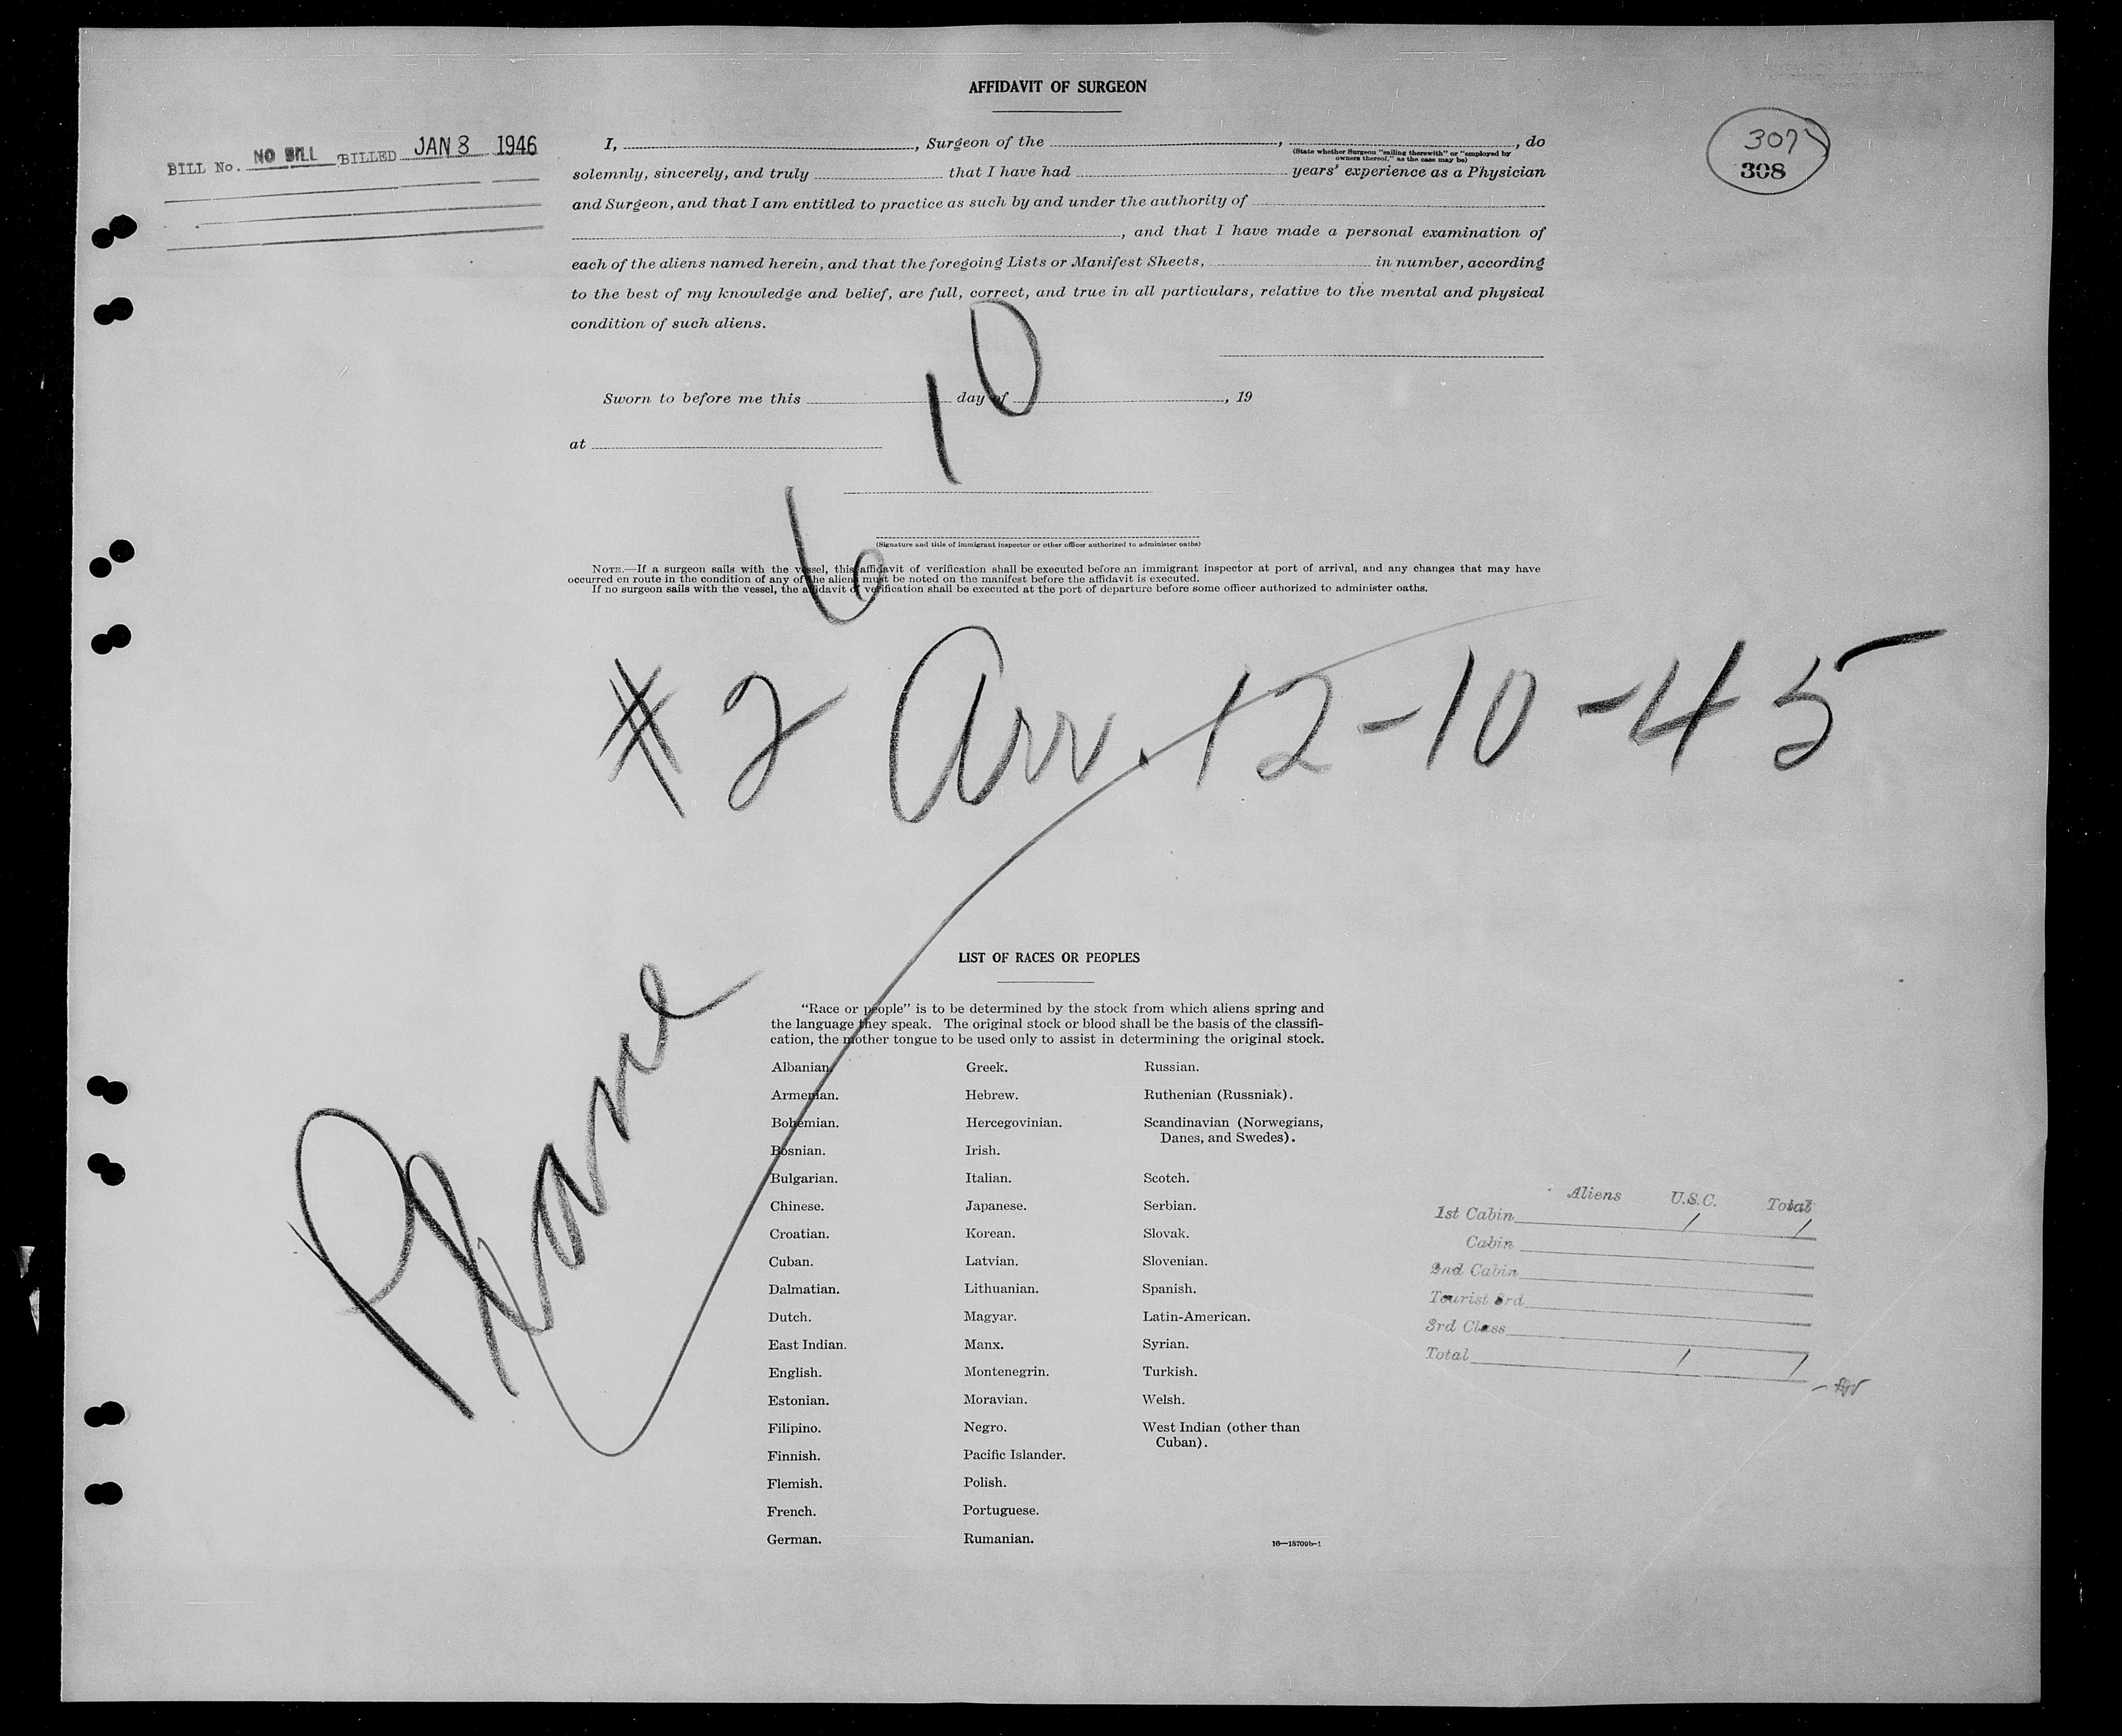 AFFIDAVIT OF SURGEON
BILL No. NO BILL BILLED JAN 3 1946
307
308
I, , Surgeon of the , , do
(State whether Surgeon "sailing therewith" or "employed by
owners thereof," as the case may be)
solemnly, sincerely, and truly that I have had years' experience as a Physician
and Surgeon, and that I am entitled to practice as such by and under the authority of
, and that I have made a personal examination of
each of the aliens named herein, and that the foregoing Lists or Manifest Sheets, in number, according
to the best of my knowledge and belief, are full, correct, and true in all particulars, relative to the mental and physical
condition of such aliens.
Sworn to before me this day of , 19
at
6 10
(Signature and title of immigrant inspector or other officer authorized to administer oaths)
NOTE.—If a surgeon sails with the vessel, this affidavit of verification shall be executed before an immigrant inspector at port of arrival, and any changes that may have
occurred en route in the condition of any of the aliens must be noted on the manifest before the affidavit is executed.
If no surgeon sails with the vessel, the affidavit of verification shall be executed at the port of departure before some officer authorized to administer oaths.
#2 Arr. 12-10-45
Plane
LIST OF RACES OR PEOPLES
"Race or people" is to be determined by the stock from which aliens spring and
the language they speak. The original stock or blood shall be the basis of the classifi-
cation, the mother tongue to be used only to assist in determining the original stock.
Albanian.
Armenian.
Bohemian.
Bosnian.
Bulgarian.
Chinese.
Croatian.
Cuban.
Dalmatian.
Dutch.
East Indian.
English.
Estonian.
Filipino.
Finnish.
Flemish.
French.
German.
Greek.
Hebrew.
Hercegovinian.
Irish.
Italian.
Japanese.
Korean.
Latvian.
Lithuanian.
Magyar.
Manx.
Montenegrin.
Moravian.
Negro.
Pacific Islander.
Polish.
Portuguese.
Rumanian.
Russian.
Ruthenian (Russniak).
Scandinavian (Norwegians,
Danes, and Swedes).
Scotch.
Serbian.
Slovak.
Slovenian.
Spanish.
Latin-American.
Syrian.
Turkish.
Welsh.
West Indian (other than
Cuban).
16—18709b-1
Aliens U.S.C. Total
1st Cabin 1 1
Cabin
2nd Cabin
Tourist 3rd
3rd Class
Total 1 1